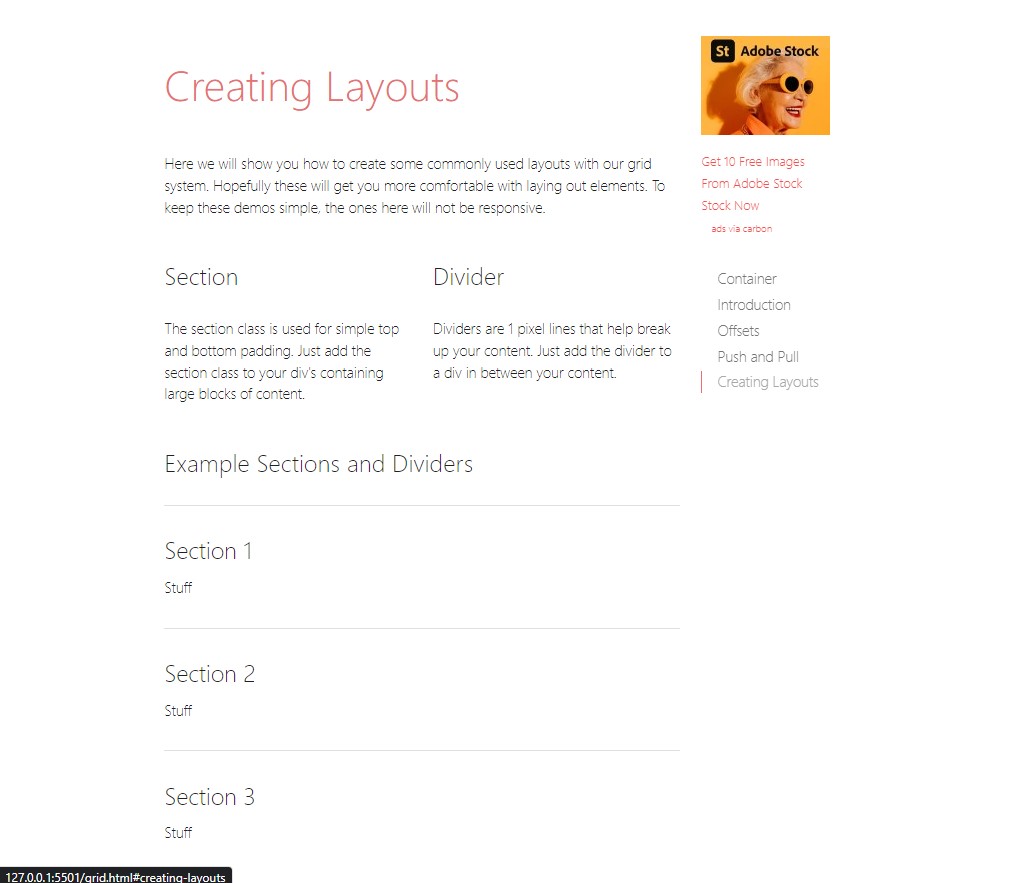 Creating Layouts
Here we will show you how to create some commonly used layouts with our grid
system. Hopefully these will get you more comfortable with laying out elements. To
keep these demos simple, the ones here will not be responsive.
Section
The section class is used for simple top
and bottom padding. Just add the
section class to your div's containing
large blocks of content.
Divider
Dividers are 1 pixel lines that help break
up your content. Just add the divider to
a div in between your content.
Example Sections and Dividers
Section 1
Stuff
Section 2
Stuff
Section 3
Stuff
St Adobe Stock
Get 10 Free Images
From Adobe Stock
Stock Now
ads via carbon
Container
Introduction
Offsets
Push and Pull
Creating Layouts
127.0.0.1:5501/grid.html#creating-layouts